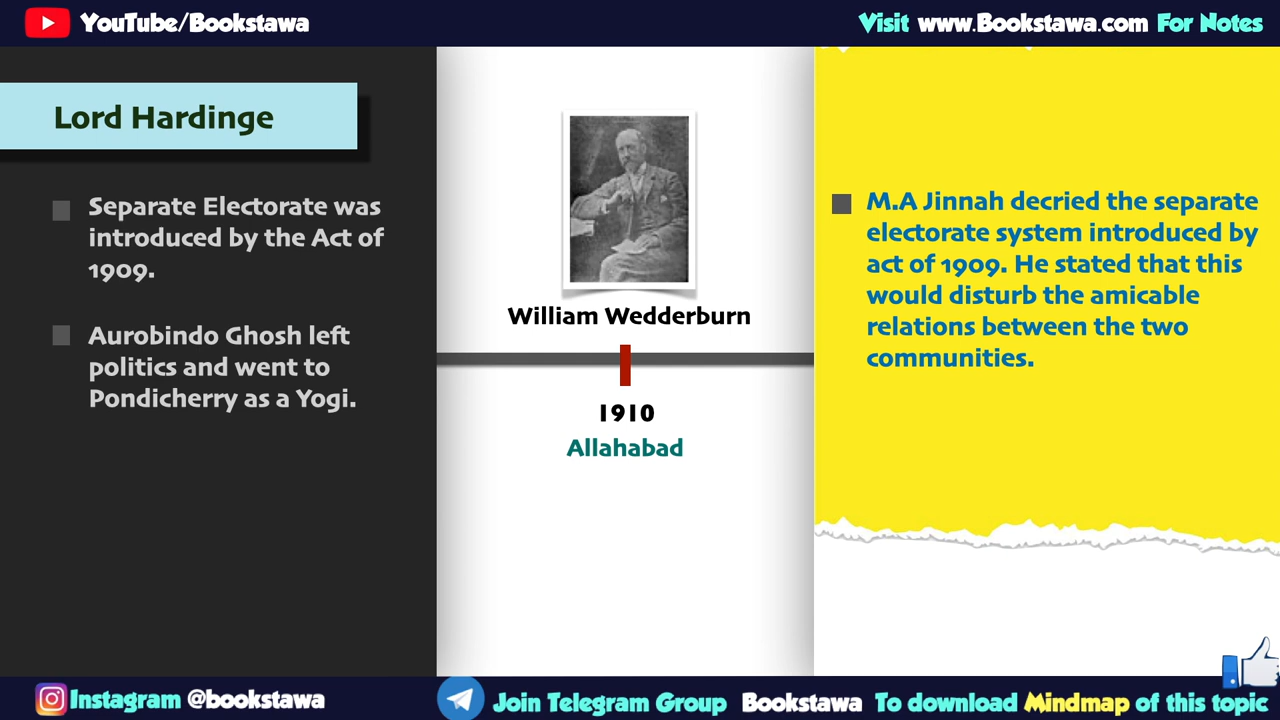 YouTube/Bookstawa
Visit www.Bookstawa.com For Notes
Lord Hardinge
Separate Electorate was
introduced by the Act of
1909.
Aurobindo Ghosh left
politics and went to
Pondicherry as a Yogi.
William Wedderburn
1910
Allahabad
M.A Jinnah decried the separate
electorate system introduced by
act of 1909. He stated that this
would disturb the amicable
relations between the two
communities.
Instagram @bookstawa
Join Telegram Group Bookstawa To download Mindmap of this topic